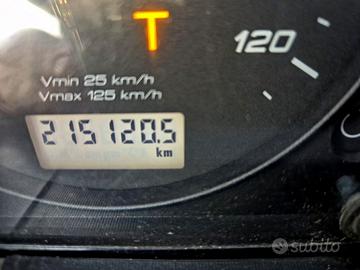 T
120
Vmin 25 km/h
Vmax 125 km/h
215120.5
km
subito